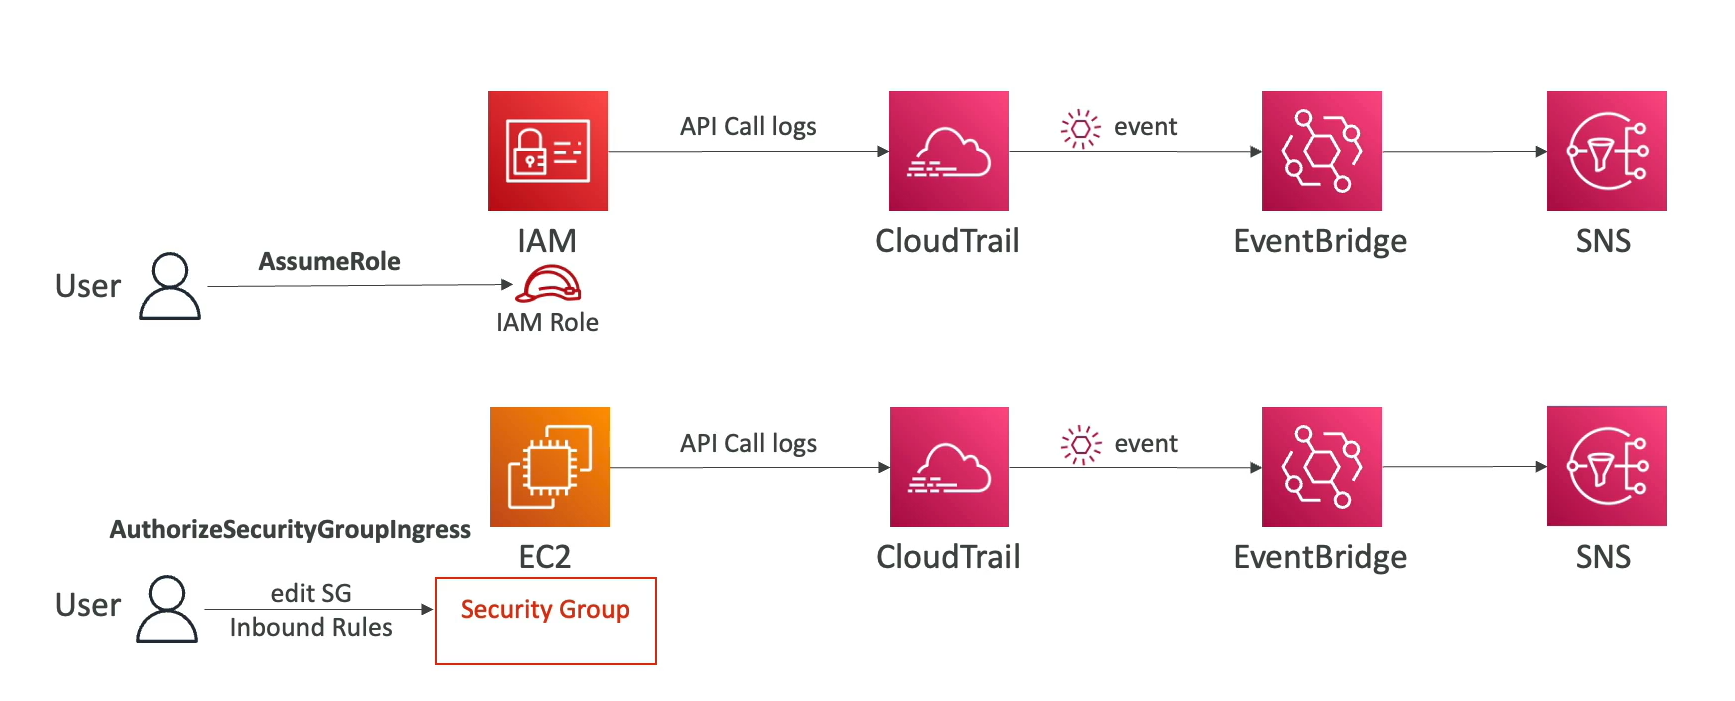 API Call logs
event
IAM
CloudTrail
EventBridge
SNS
User
AssumeRole
IAM Role
API Call logs
event
AuthorizeSecurityGroupIngress
EC2
CloudTrail
EventBridge
SNS
User
edit SG
Inbound Rules
Security Group